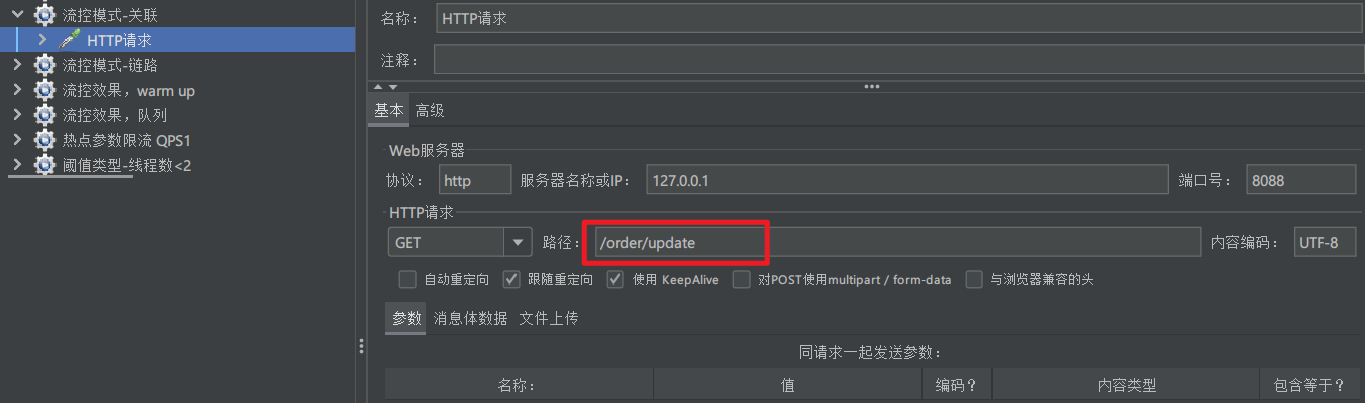 流控模式-关联
HTTP请求
流控模式-链路
流控效果，warm up
流控效果，队列
热点参数限流 QPS1
阈值类型-线程数<2
名称： HTTP请求
注释：
基本 高级
Web服务器
协议： http 服务器名称或IP： 127.0.0.1 端口号： 8088
HTTP请求
GET 路径： /order/update 内容编码： UTF-8
自动重定向 跟随重定向 使用 KeepAlive 对POST使用multipart / form-data 与浏览器兼容的头
参数 消息体数据 文件上传
同请求一起发送参数：
名称： 值 编码？ 内容类型 包含等于？